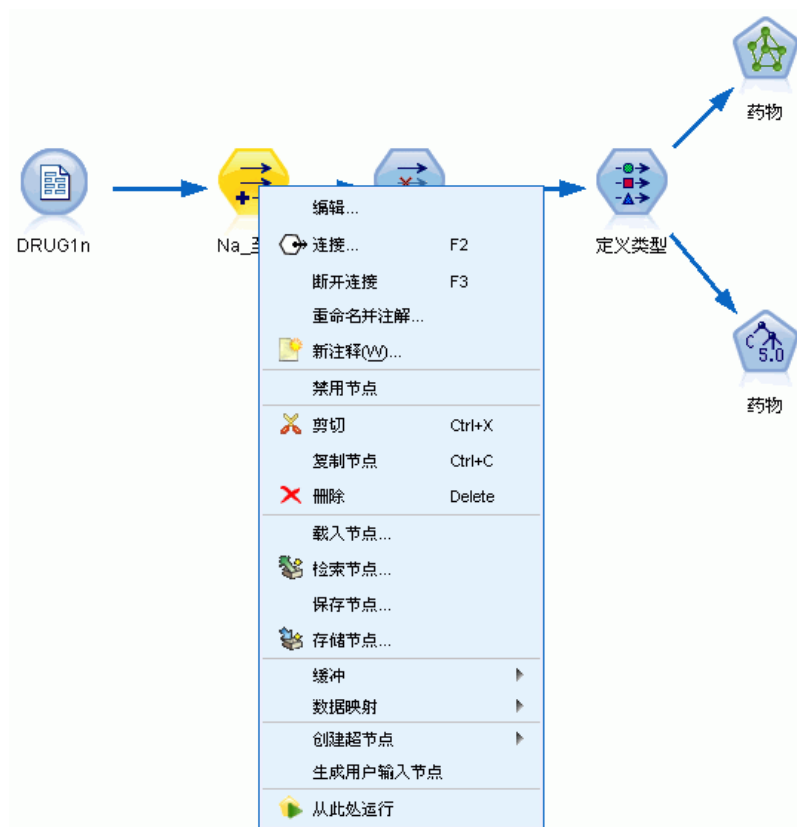 药物
DRUG1n
Na_
定义类型
C 5.0
药物
编辑...
连接... F2
断开连接 F3
重命名并注解...
新注释(W)...
禁用节点
剪切 Ctrl+X
复制节点 Ctrl+C
删除 Delete
载入节点...
检索节点...
保存节点...
存储节点...
缓冲
数据映射
创建超节点
生成用户输入节点
从此处运行